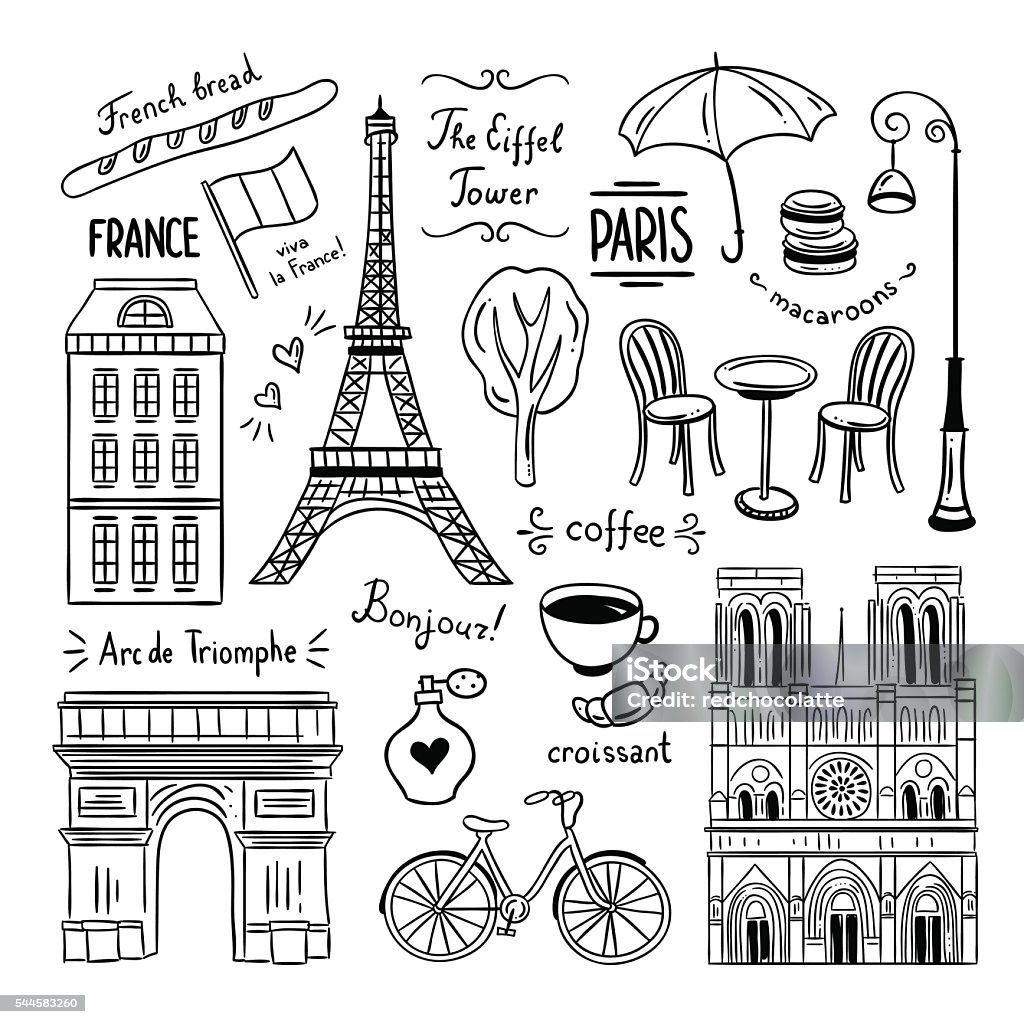 French bread
The Eiffel
Tower
FRANCE
viva
la France!
PARIS
macaroons
coffee
Bonjour!
Arc de Triomphe
iStock
Credit: redchocolatte
croissant
544583260